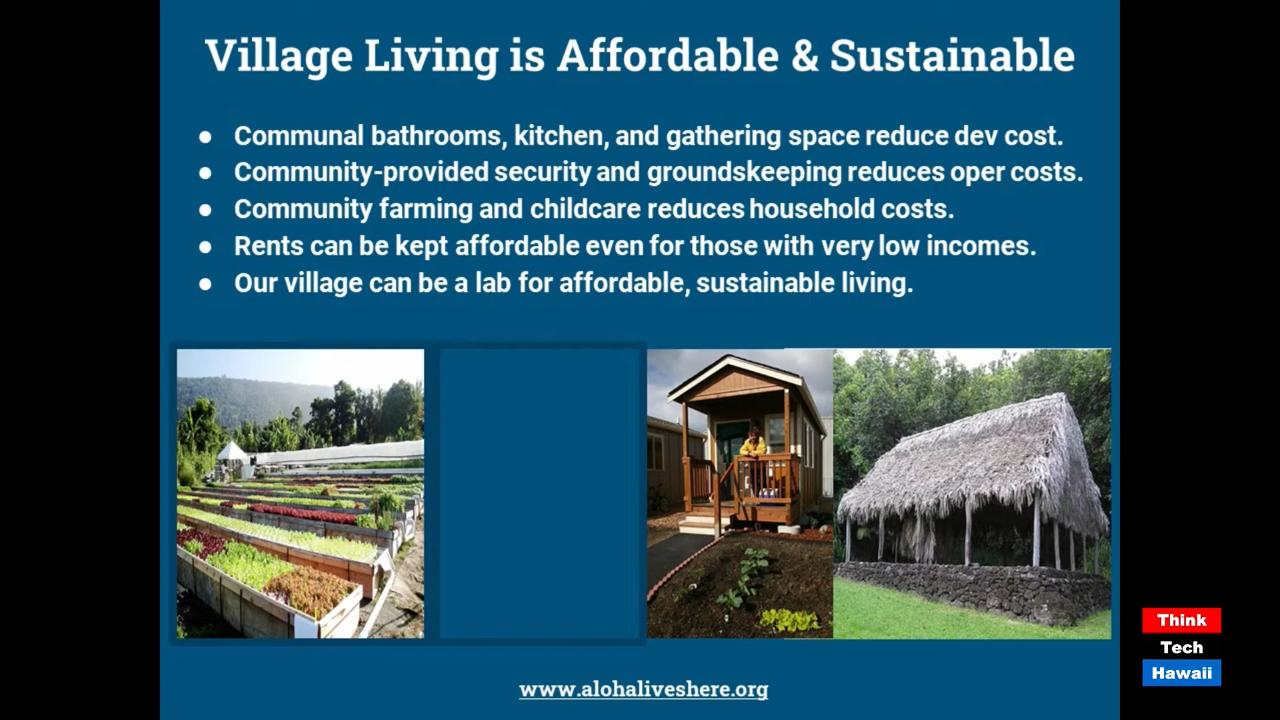 Village Living is Affordable & Sustainable
● Communal bathrooms, kitchen, and gathering space reduce dev cost.
● Community-provided security and groundskeeping reduces oper costs.
● Community farming and childcare reduces household costs.
● Rents can be kept affordable even for those with very low incomes.
● Our village can be a lab for affordable, sustainable living.
Think
Tech
Hawaii
www.alohaliveshere.org